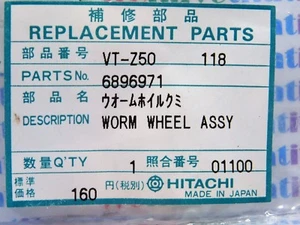 補修部品
REPLACEMENT PARTS
部品番号 VT-Z50 118
PARTS No. 6896971
部品名 ウオームホイルクミ
DESCRIPTION WORM WHEEL ASSY
数量 Q'TY 1 照合番号 01100
標準価格 160 円(税別) HITACHI
MADE IN JAPAN